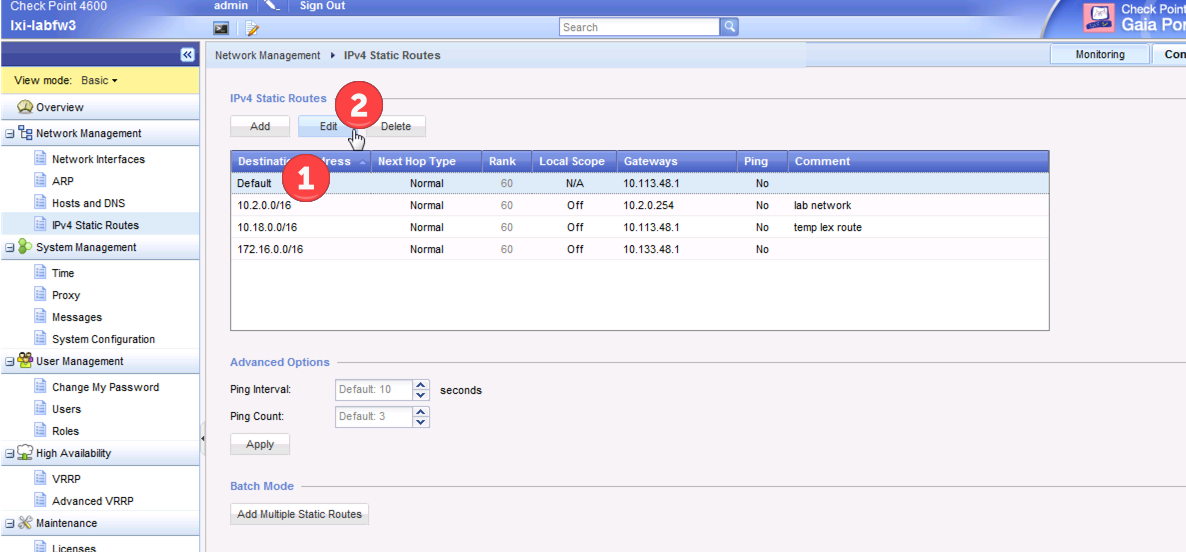 Check Point 4600
lxi-labfw3
admin Sign Out
Search
Check Point
Gaia Por
View mode: Basic
Overview
Network Management
Network Interfaces
ARP
Hosts and DNS
IPv4 Static Routes
System Management
Time
Proxy
Messages
System Configuration
User Management
Change My Password
Users
Roles
High Availability
VRRP
Advanced VRRP
Maintenance
Licenses
Network Management IPv4 Static Routes
Monitoring Con
IPv4 Static Routes
2
Add Edit Delete
1
Next Hop Type Rank Local Scope Gateways Ping Comment
Default Normal 60 N/A 10.113.48.1 No
10.2.0.0/16 Normal 60 Off 10.2.0.254 No lab network
10.18.0.0/16 Normal 60 Off 10.113.48.1 No temp lex route
172.16.0.0/16 Normal 60 Off 10.133.48.1 No
Advanced Options
Ping Interval: Default: 10 seconds
Ping Count: Default: 3
Apply
Batch Mode
Add Multiple Static Routes